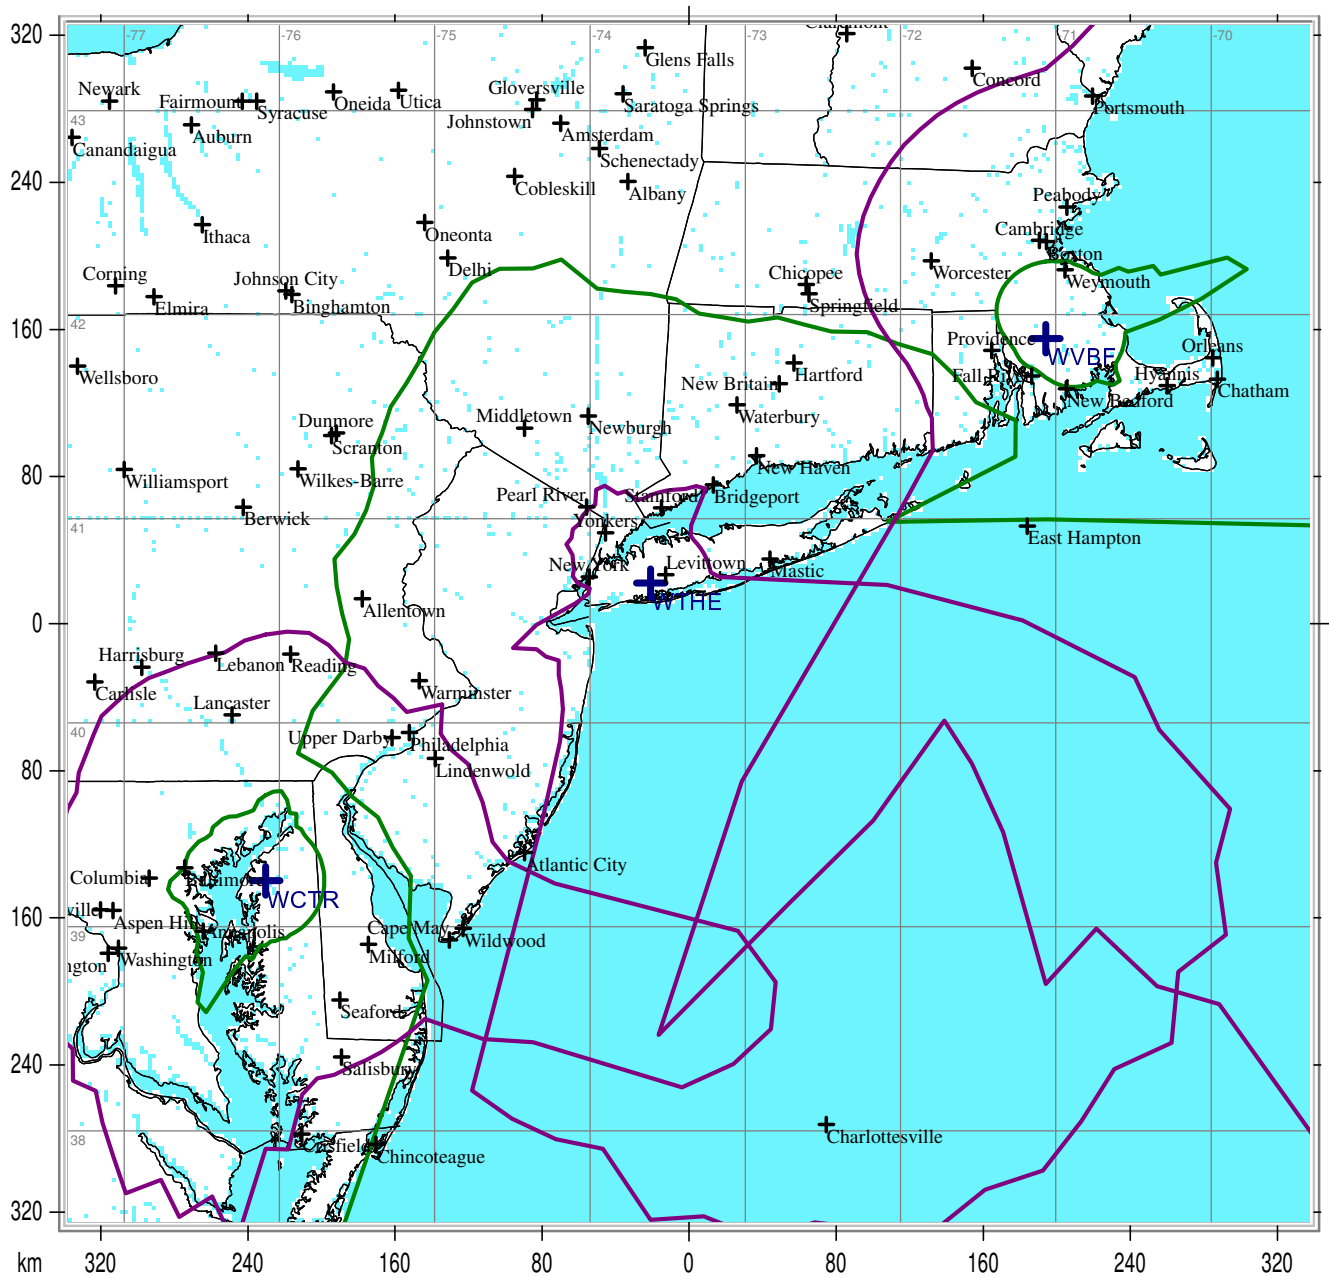 320
-77
-76
-75
-74
-73
-72
-71
-70
Claremont
Glens Falls
Concord
Newark
Fairmount
Syracuse
Oneida
Utica
Gloversville
Saratoga Springs
Portsmouth
43
Auburn
Johnstown
Amsterdam
Canandaigua
Schenectady
240
Cobleskill
Albany
Peabody
Ithaca
Oneonta
Cambridge
Boston
Delhi
Corning
Johnson City
Chicopee
Worcester
Weymouth
Elmira
Binghamton
Springfield
160
42
Providence
WVBF
Orleans
Wellsboro
Hartford
New Britain
Fall River
Hyannis
Chatham
New Bedford
Waterbury
Middletown
Newburgh
Dunmore
Scranton
80
Williamsport
Wilkes-Barre
New Haven
Pearl River
Stamford
Bridgeport
Berwick
Yonkers
41
East Hampton
New York
Levittown
Mastic
WTHE
Allentown
0
Harrisburg
Lebanon
Reading
Carlisle
Warminster
Lancaster
40
Upper Darby
Philadelphia
Lindenwold
80
Atlantic City
Columbia
Baltimore
WCTR
ville
Aspen Hill
Annapolis
160
39
Cape May
Wildwood
ngton
Washington
Milford
Seaford
240
Salisbury
38
Crisfield
Chincoteague
Charlottesville
320
km
320
240
160
80
0
80
160
240
320